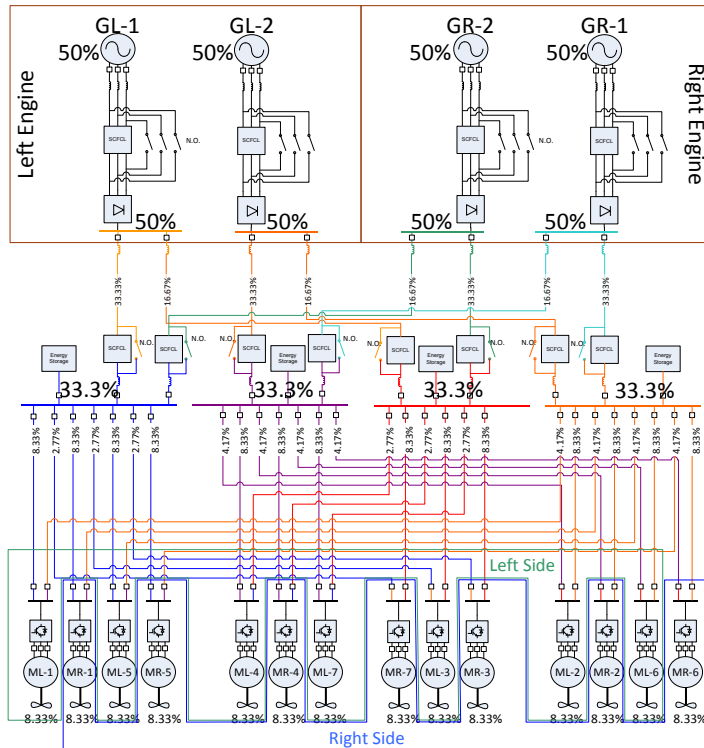 GL-1 GL-2 GR-2 GR-1
50% 50% 50% 50%
Left Engine
Right Engine
SCFCL N.O. SCFCL SCFCL N.O. SCFCL
50% 50% 50% 50%
33.33% 16.67% 33.33% 16.67% 16.67% 33.33% 16.67% 33.33%
N.O. N.O. N.O. N.O. N.O. N.O. N.O. N.O.
SCFCL SCFCL SCFCL SCFCL SCFCL SCFCL SCFCL SCFCL
Energy Storage Energy Storage Energy Storage Energy Storage
33.3% 33.3% 33.3% 33.3%
8.33% 2.77% 8.33% 2.77% 8.33% 2.77% 8.33% 4.17% 8.33% 4.17% 8.33% 4.17% 8.33% 4.17% 2.77% 8.33% 2.77% 8.33% 2.77% 8.33% 4.17% 8.33% 4.17% 8.33% 4.17% 8.33% 4.17% 8.33%
Left Side
ML-1 MR-1 ML-5 MR-5 ML-4 MR-4 ML-7 MR-7 ML-3 MR-3 ML-2 MR-2 ML-6 MR-6
8.33% 8.33% 8.33% 8.33% 8.33% 8.33% 8.33% 8.33% 8.33% 8.33% 8.33% 8.33% 8.33% 8.33%
Right Side